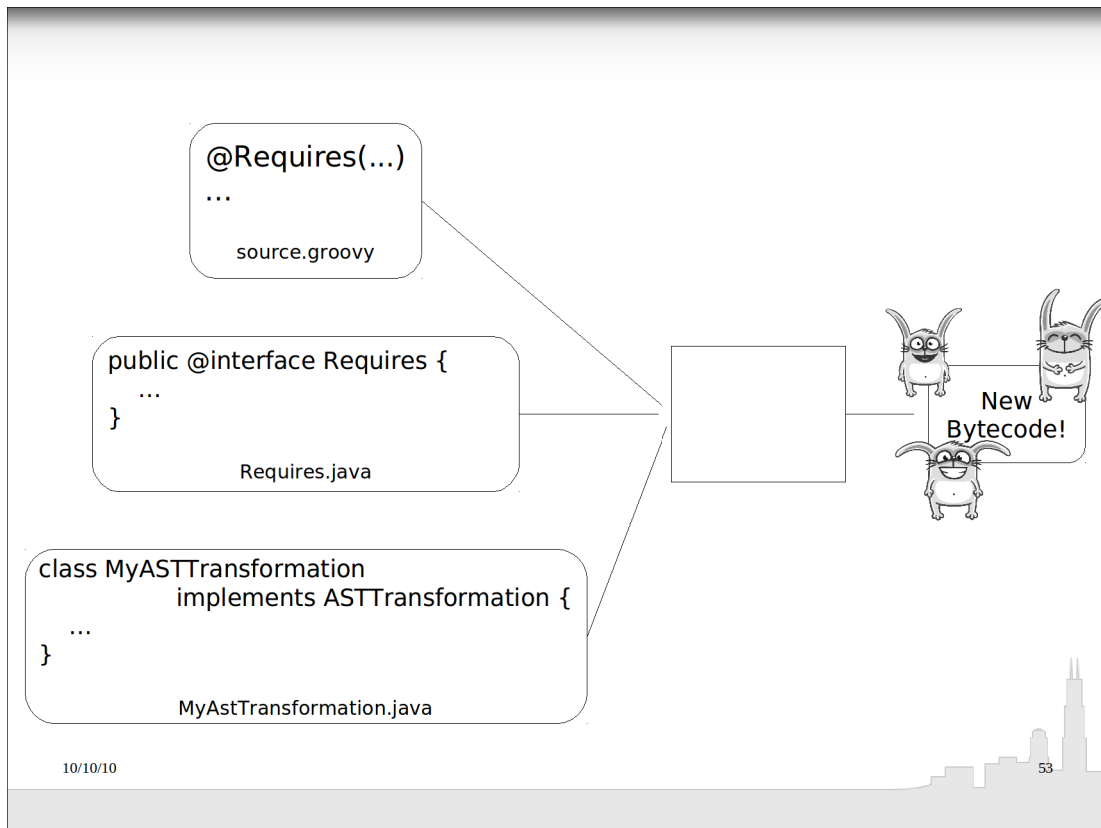 @Requires(...)
...
source.groovy
public @interface Requires {
...
}
Requires.java
New
Bytecode!
class MyASTTransformation
implements ASTTransformation {
...
}
MyAstTransformation.java
10/10/10
53